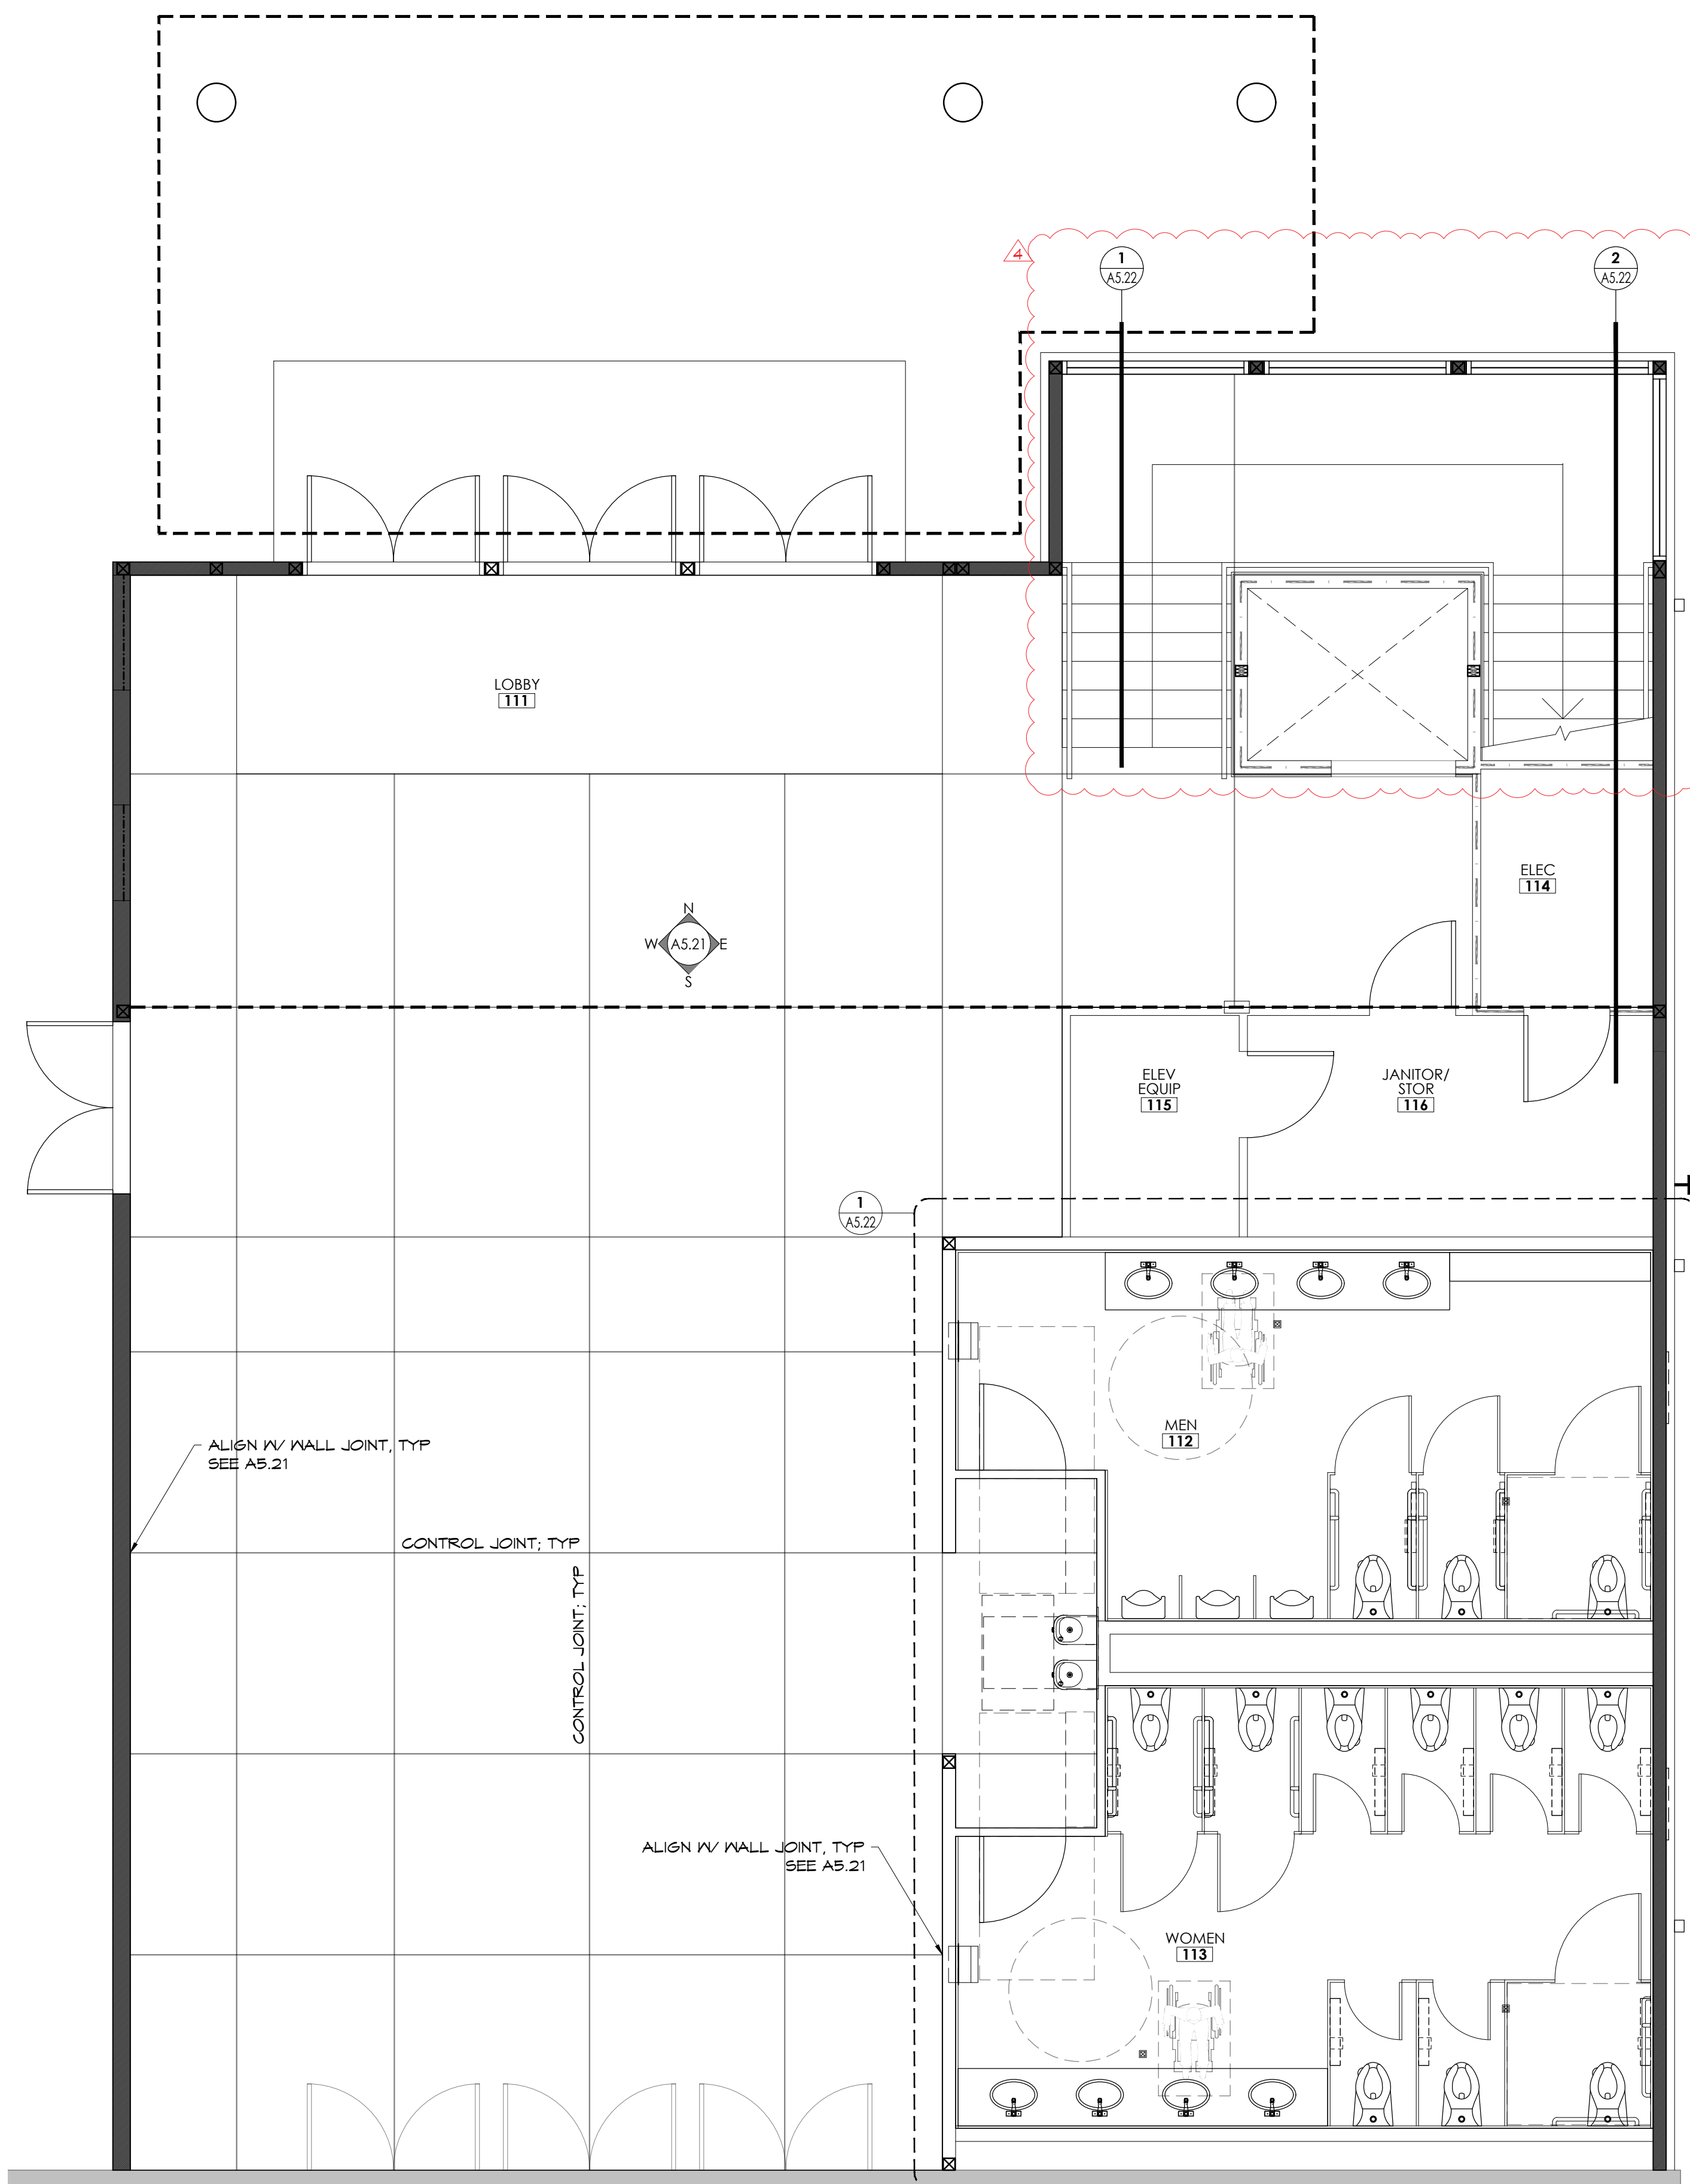 4
1
A5.22
2
A5.22
LOBBY
111
ELEC
114
N
W A5.21 E
S
ELEV
EQUIP
115
JANITOR/
STOR
116
1
A5.22
MEN
112
ALIGN W/ WALL JOINT, TYP
SEE A5.21
CONTROL JOINT; TYP
CONTROL JOINT; TYP
ALIGN W/ WALL JOINT, TYP
SEE A5.21
WOMEN
113